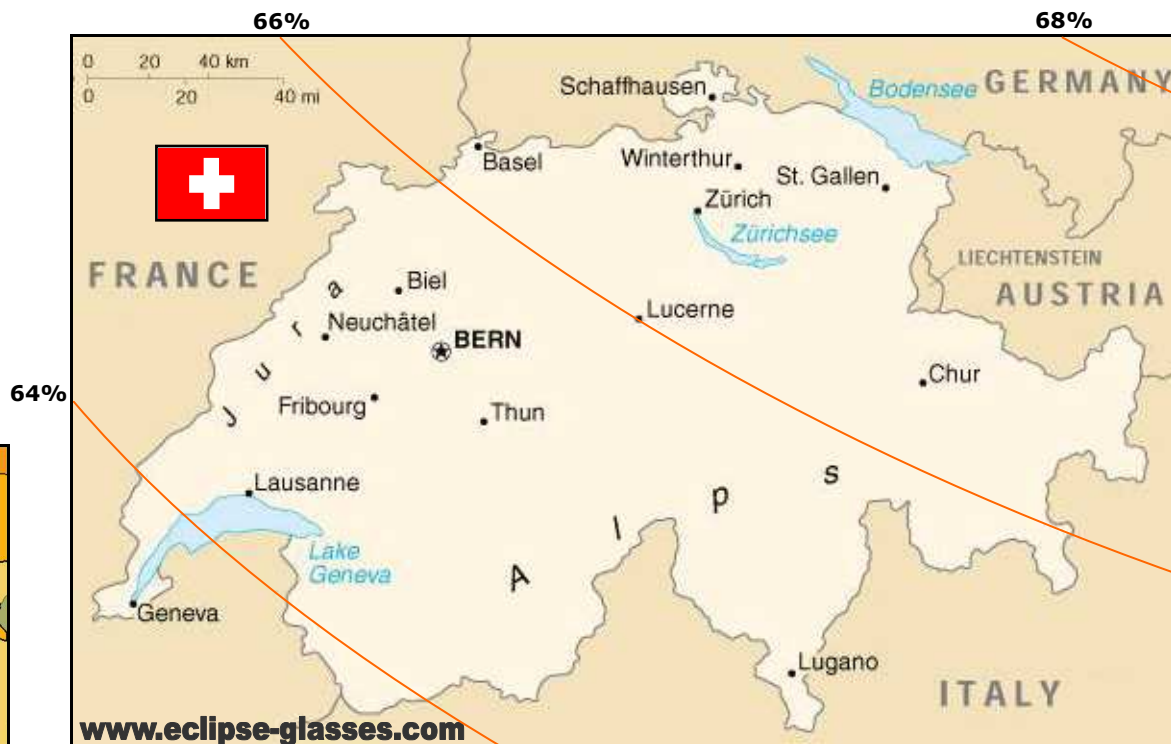 66%
68%
0 20 40 km
0 20 40 mi
Schaffhausen
Bodensee
GERMANY
Basel
Winterthur
St. Gallen
Zürich
Zürichsee
FRANCE
LIECHTENSTEIN
AUSTRIA
Biel
Neuchâtel
Lucerne
BERN
Jura
Chur
64%
Fribourg
Thun
Lausanne
Alps
Lake
Geneva
Geneva
Lugano
ITALY
www.eclipse-glasses.com